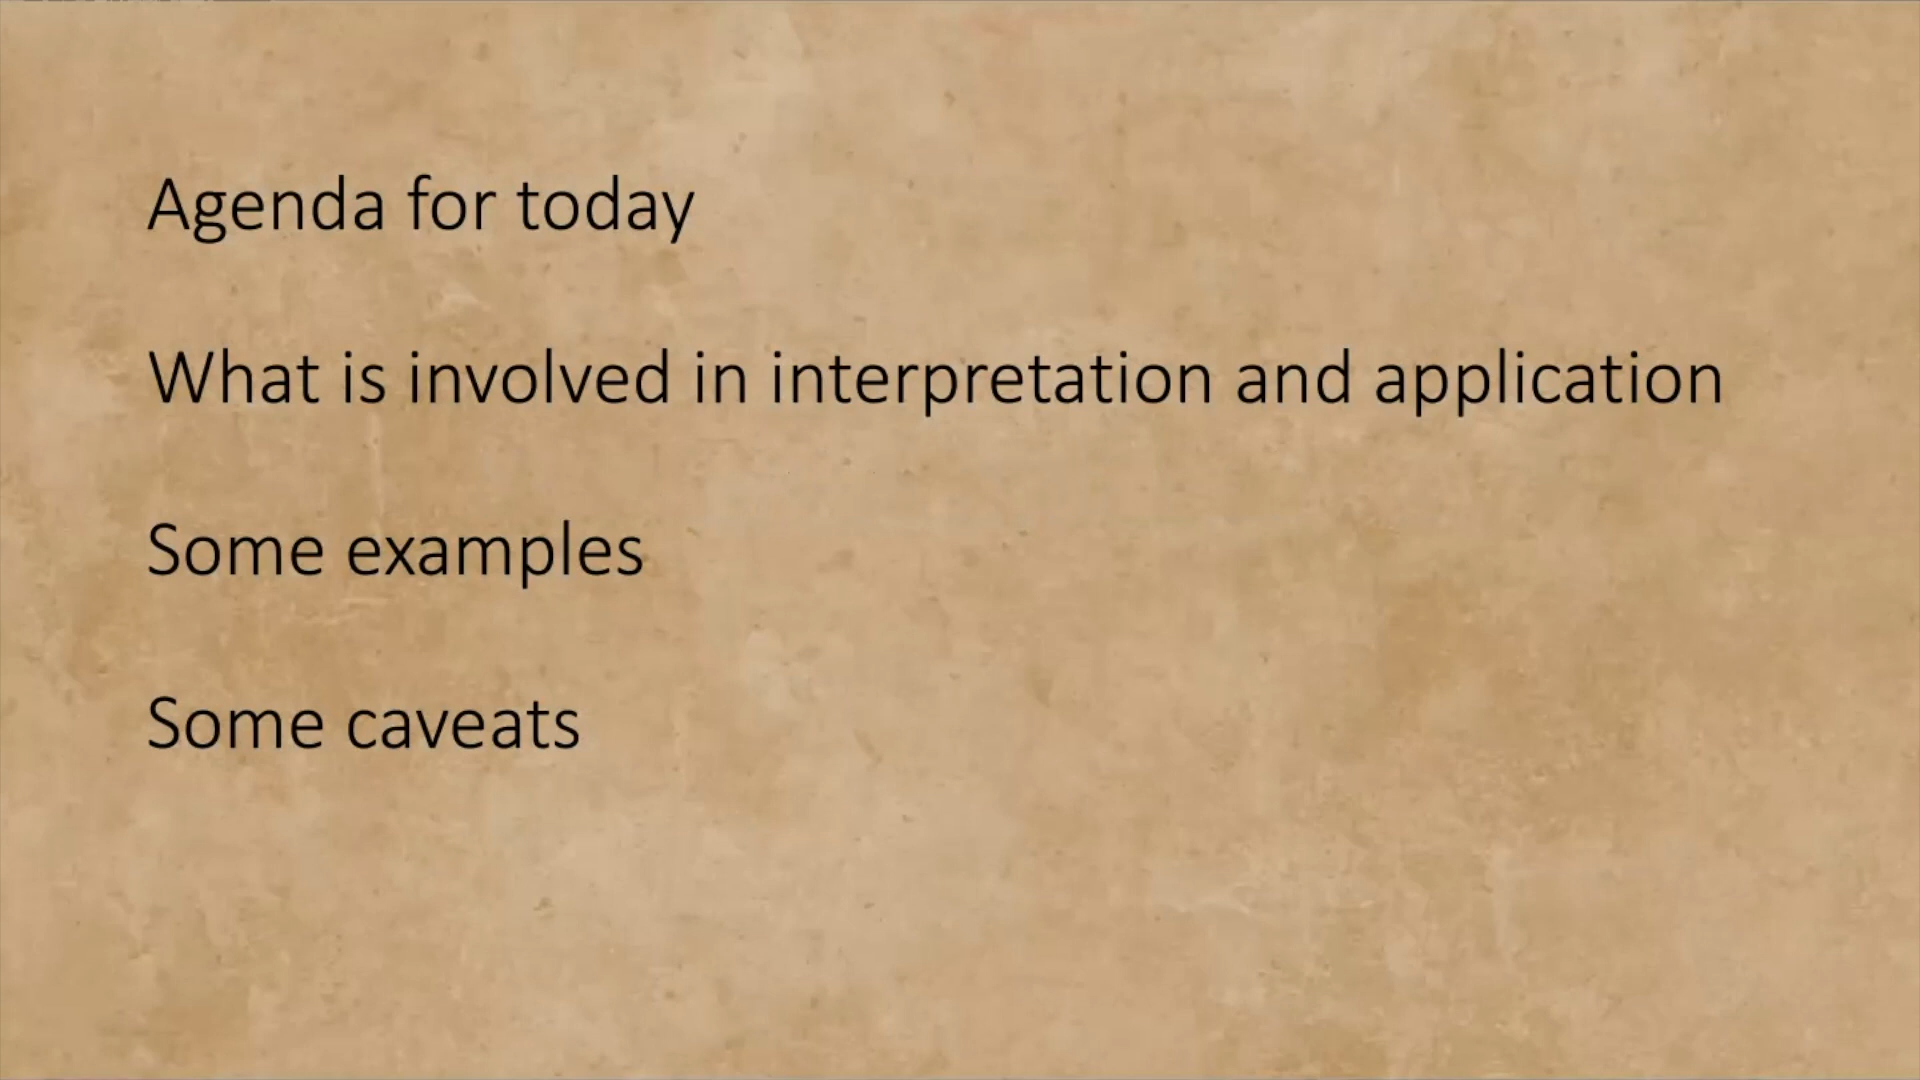 Agenda for today
What is involved in interpretation and application
Some examples
Some caveats